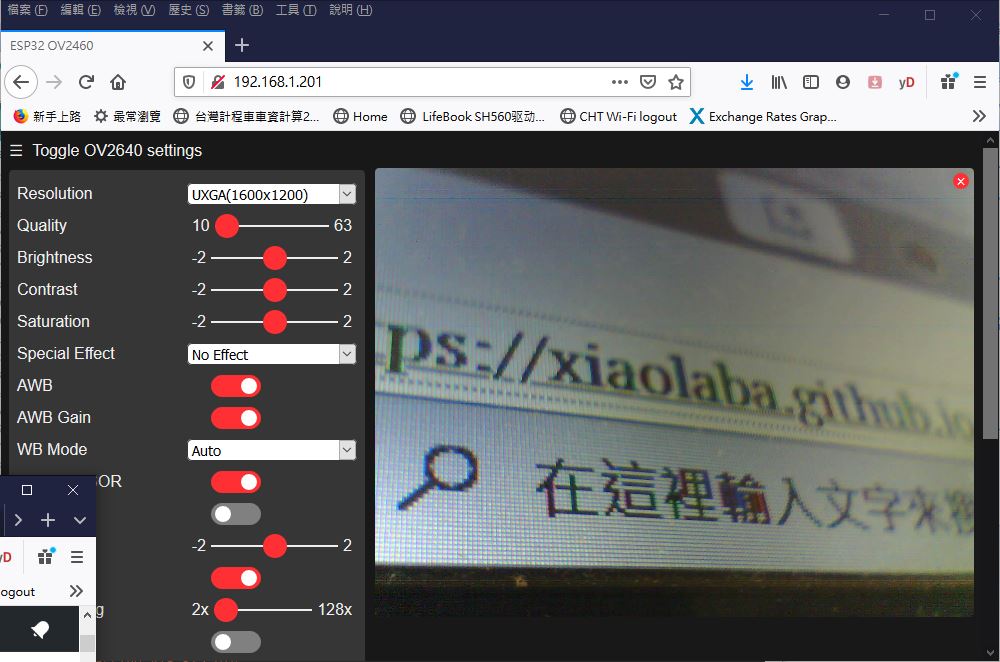 檔案 (F) 編輯 (E) 檢視 (V) 歷史 (S) 書籤 (B) 工具 (T) 說明 (H)
ESP32 OV2460
192.168.1.201
yD
新手上路 最常瀏覽 台灣計程車車資計算2... Home LifeBook SH560驱动... CHT Wi-Fi logout Exchange Rates Grap...
Toggle OV2640 settings
Resolution UXGA(1600x1200)
Quality 10 63
Brightness -2 2
Contrast -2 2
Saturation -2 2
Special Effect No Effect
AWB
AWB Gain
WB Mode Auto
OR
-2 2
yD
ogout
g 2x 128x
ps://xiaolaba.github.io
在這裡輸入文字來